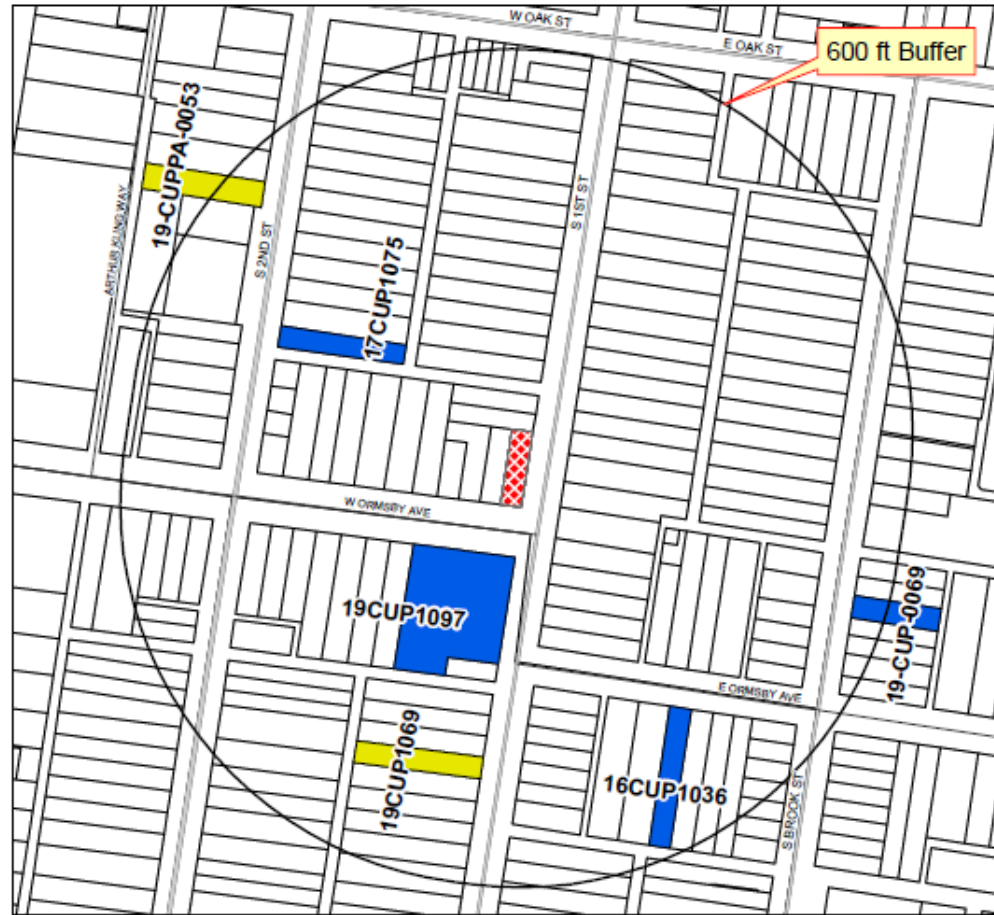 W OAK ST
E OAK ST
600 ft Buffer
19-CUPPA-0053
ARTHUR KLING WAY
S 2ND ST
S 1ST ST
17CUP1075
W ORMSBY AVE
19CUP1097
19-CUP-0069
E ORMSBY AVE
19CUP1069
16CUP1036
S BROOK ST